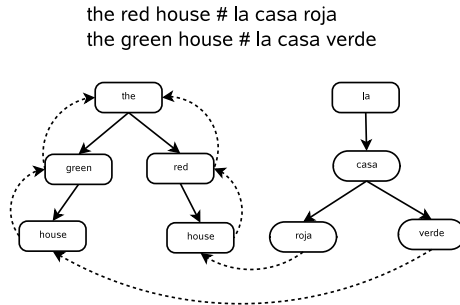 the red house # la casa roja
the green house # la casa verde
the
la
green
red
casa
house
house
roja
verde